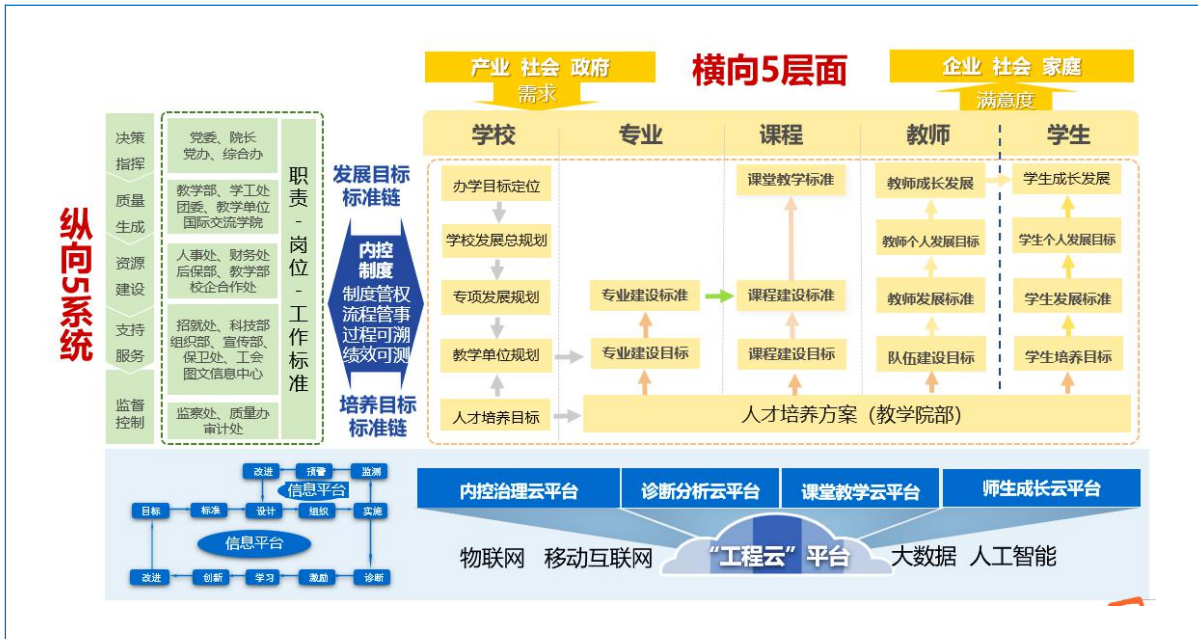 产业 社会 政府
需求
横向5层面
企业 社会 家庭
满意度
纵向5系统
决策
指挥
质量
生成
资源
建设
支持
服务
监督
控制
党委、院长
党办、综合办
教学部、学工处
团委、教学单位
国际交流学院
人事处、财务处
后保部、教学部
校企合作处
招就处、科技部
组织部、宣传部、
保卫处、工会
图文信息中心
监察处、质量办
审计处
职责-岗位-工作标准
发展目标
标准链
内控
制度
制度管权
流程管事
过程可溯
绩效可测
培养目标
标准链
学校
专业
课程
教师
学生
办学目标定位
课堂教学标准
教师成长发展
学生成长发展
学校发展总规划
教师个人发展目标
学生个人发展目标
专项发展规划
专业建设标准
课程建设标准
教师发展标准
学生发展标准
教学单位规划
专业建设目标
课程建设目标
队伍建设目标
学生培养目标
人才培养目标
人才培养方案（教学院部）
改进
预警
监测
信息平台
目标
标准
设计
组织
实施
信息平台
改进
创新
学习
激励
诊断
内控治理云平台
诊断分析云平台
课堂教学云平台
师生成长云平台
物联网 移动互联网
“工程云”平台
大数据 人工智能